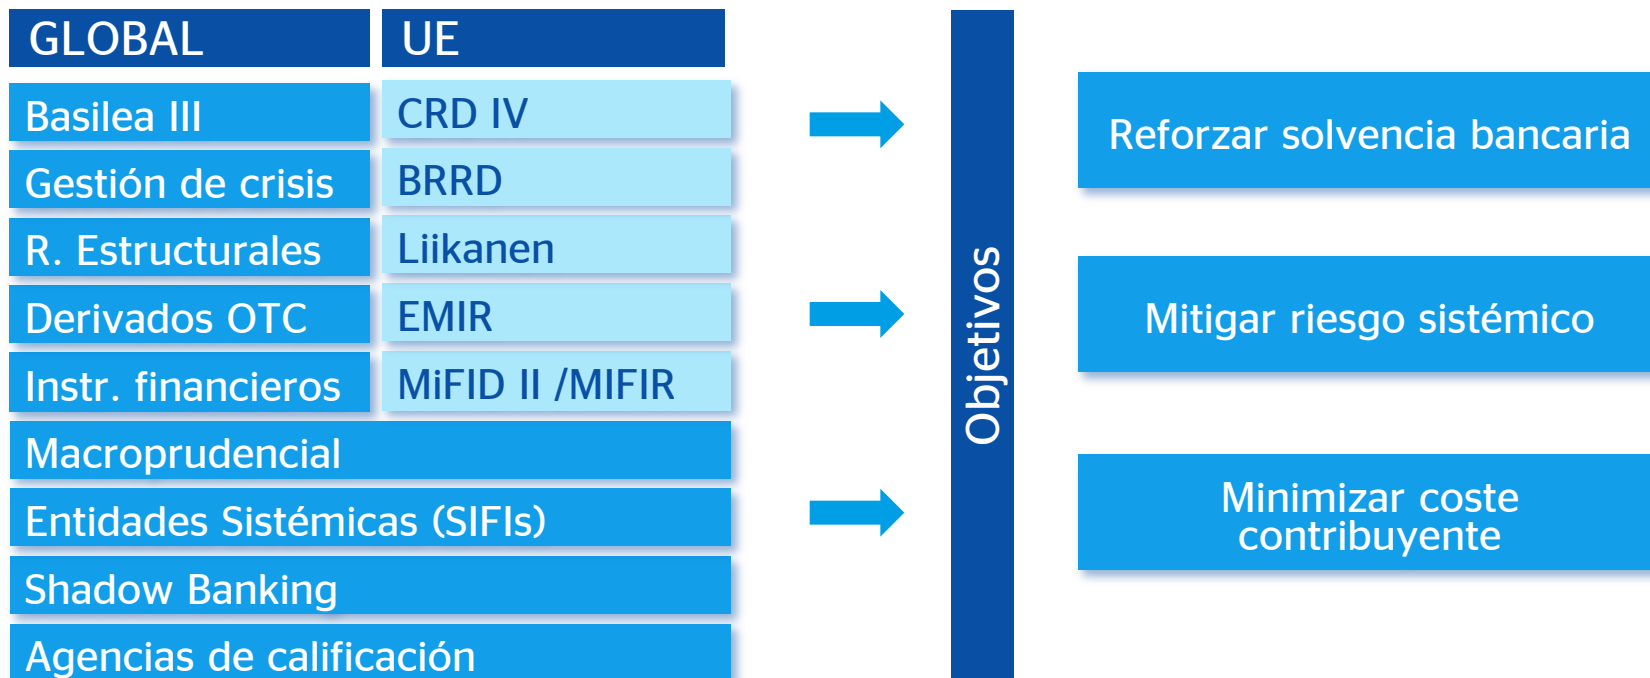 GLOBAL
UE
Basilea III
CRD IV
Gestión de crisis
BRRD
R. Estructurales
Liikanen
Derivados OTC
EMIR
Instr. financieros
MiFID II /MIFIR
Macroprudencial
Entidades Sistémicas (SIFIs)
Shadow Banking
Agencias de calificación
Objetivos
Reforzar solvencia bancaria
Mitigar riesgo sistémico
Minimizar coste
contribuyente